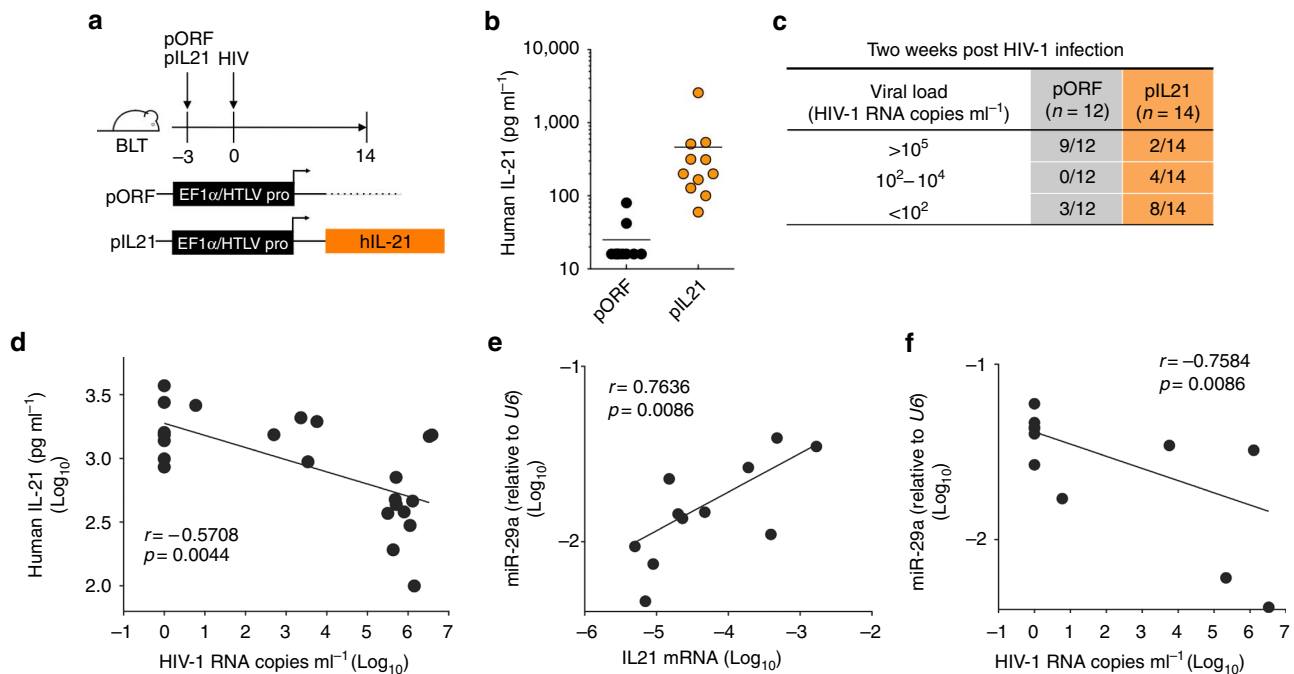 a
pORF
pIL21 HIV
BLT
−3 0 14
pORF EF1α/HTLV pro
pIL21 EF1α/HTLV pro hIL-21
b
Human IL-21 (pg ml⁻¹)
10,000
1,000
100
10
pORF pIL21
c
Two weeks post HIV-1 infection
Viral load (HIV-1 RNA copies ml⁻¹) pORF (n = 12) pIL21 (n = 14)
>10⁵ 9/12 2/14
10²–10⁴ 0/12 4/14
<10² 3/12 8/14
d
Human IL-21 (pg ml⁻¹)
(Log₁₀)
3.5
3.0
2.5
2.0
r = −0.5708
p = 0.0044
−1 0 1 2 3 4 5 6 7
HIV-1 RNA copies ml⁻¹ (Log₁₀)
e
miR-29a (relative to U6)
(Log₁₀)
−1
−2
r = 0.7636
p = 0.0086
−6 −5 −4 −3 −2
IL21 mRNA (Log₁₀)
f
miR-29a (relative to U6)
(Log₁₀)
−1
−2
r = −0.7584
p = 0.0086
−1 0 1 2 3 4 5 6 7
HIV-1 RNA copies ml⁻¹ (Log₁₀)